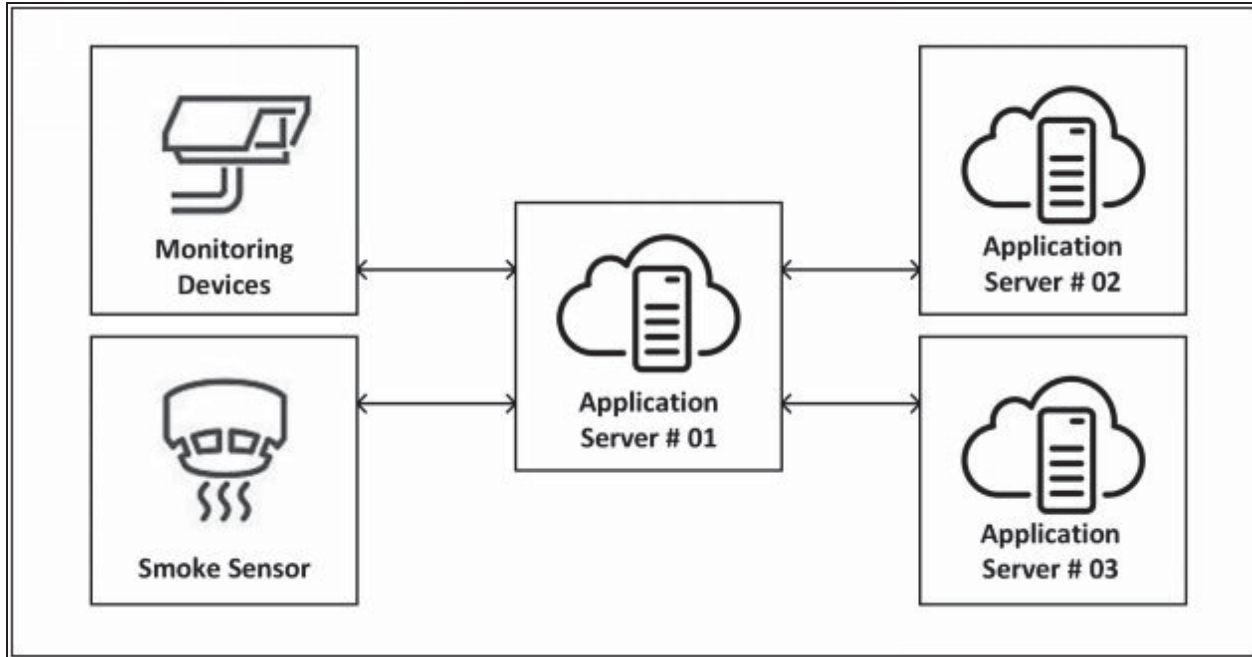 Monitoring
Devices
Smoke Sensor
Application
Server # 01
Application
Server # 02
Application
Server # 03